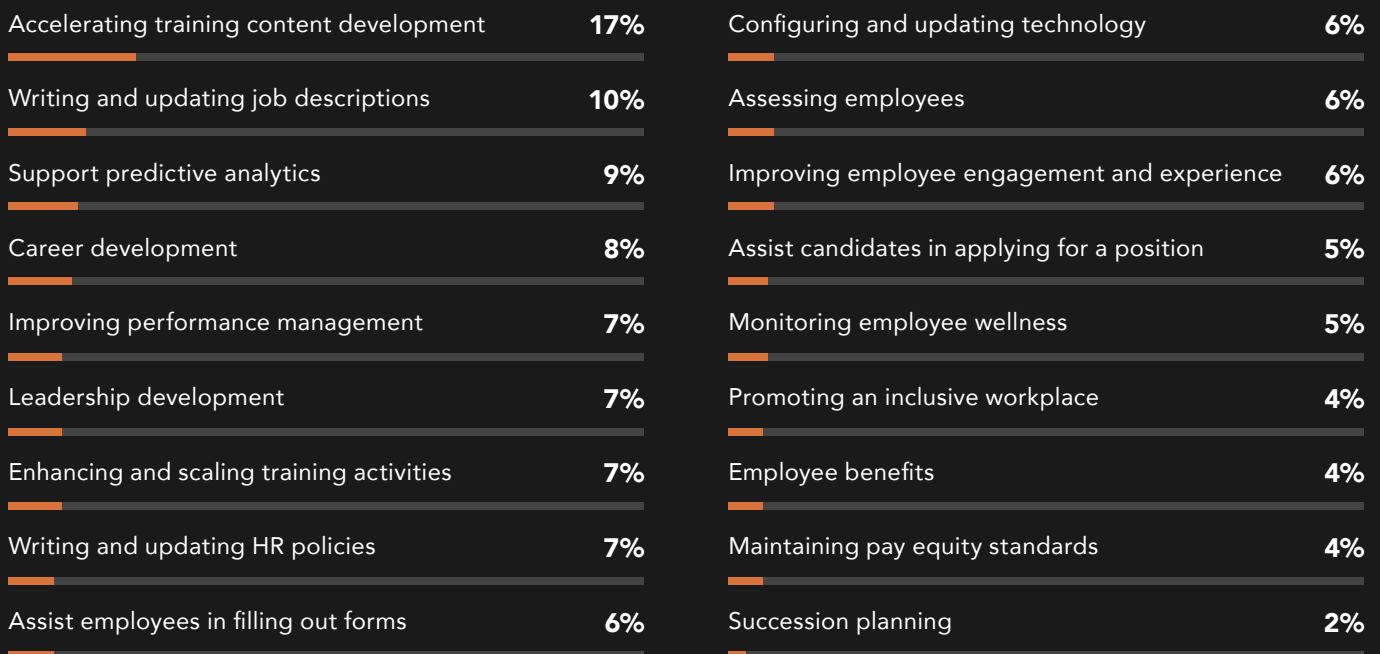 Accelerating training content development 17%
Writing and updating job descriptions 10%
Support predictive analytics 9%
Career development 8%
Improving performance management 7%
Leadership development 7%
Enhancing and scaling training activities 7%
Writing and updating HR policies 7%
Assist employees in filling out forms 6%
Configuring and updating technology 6%
Assessing employees 6%
Improving employee engagement and experience 6%
Assist candidates in applying for a position 5%
Monitoring employee wellness 5%
Promoting an inclusive workplace 4%
Employee benefits 4%
Maintaining pay equity standards 4%
Succession planning 2%